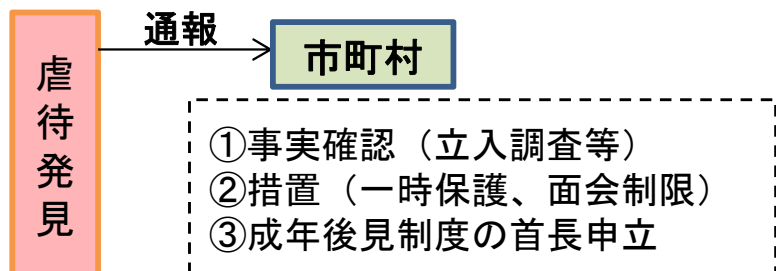 通報
市町村
虐待発見
①事実確認（立入調査等）
②措置（一時保護、面会制限）
③成年後見制度の首長申立